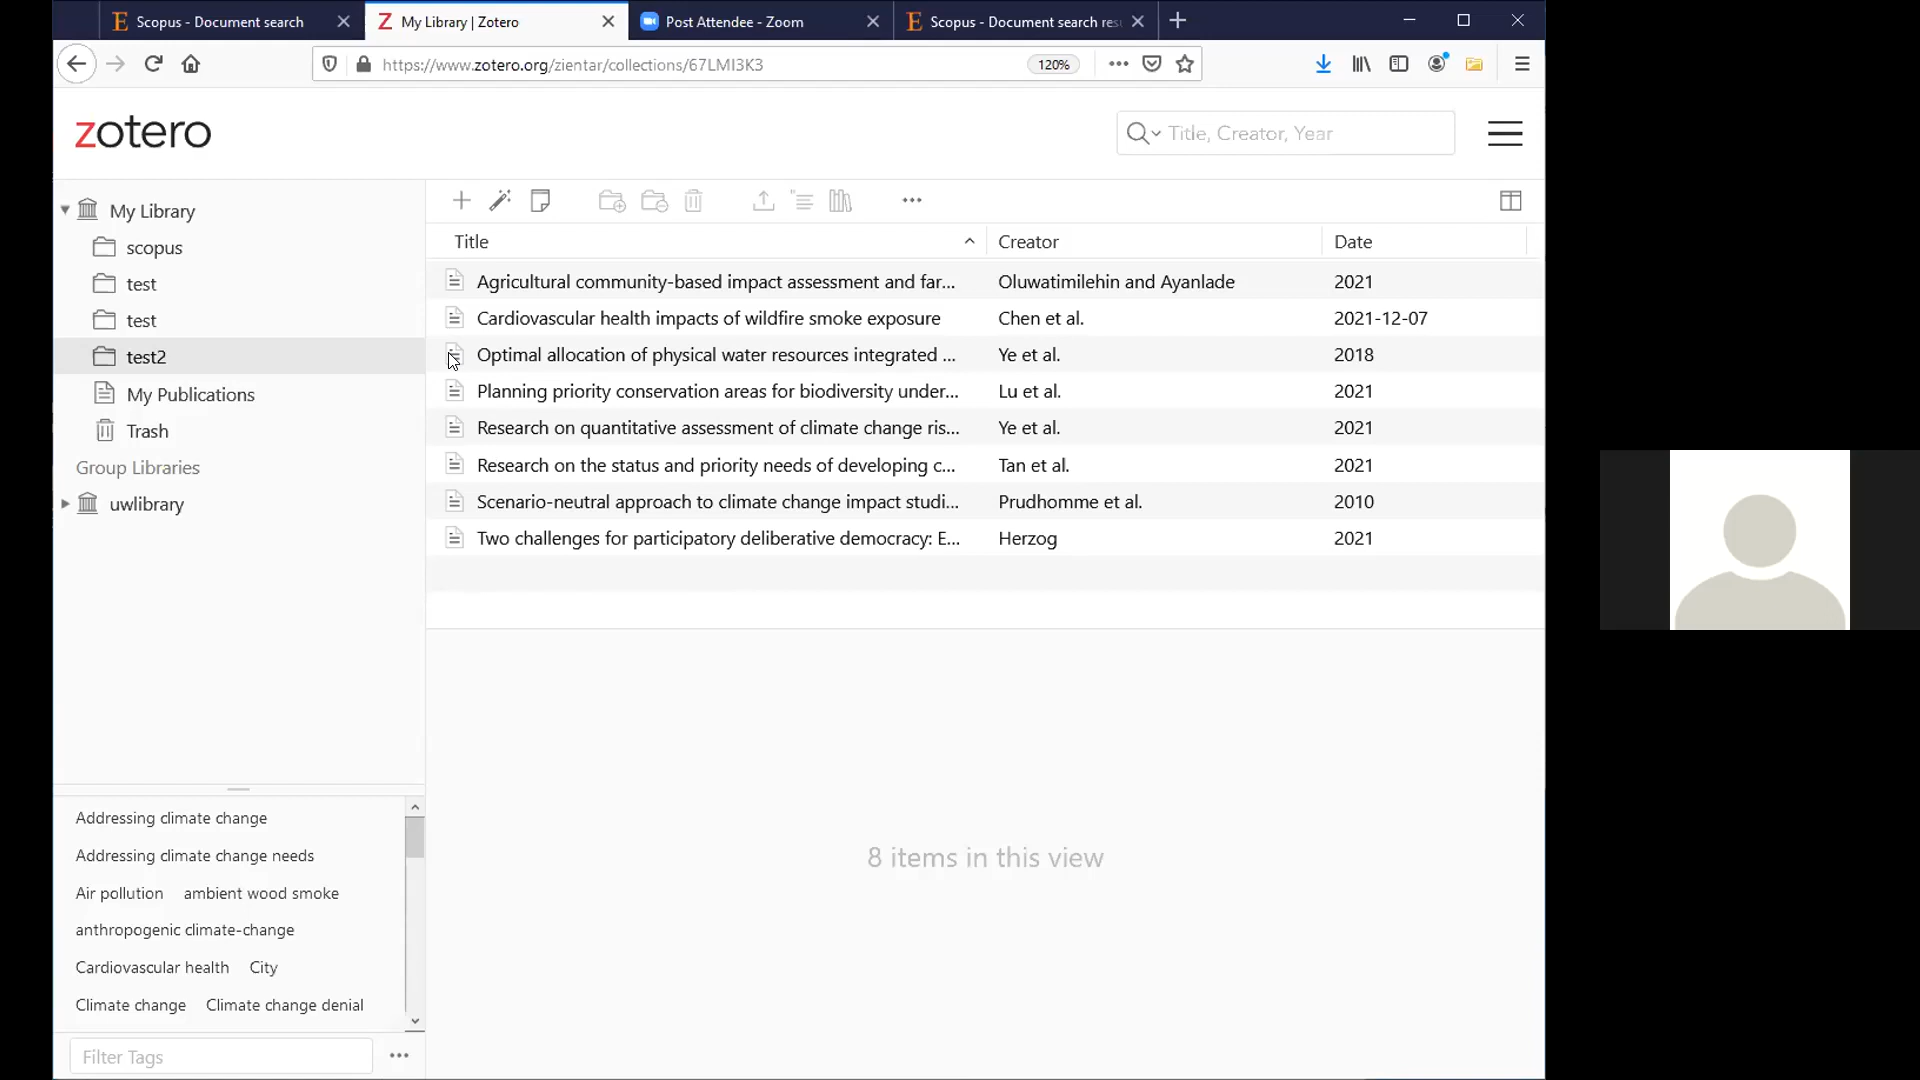 Scopus - Document search
My Library | Zotero
Post Attendee - Zoom
Scopus - Document search res
https://www.zotero.org/zientar/collections/67LMI3K3
120%
zotero
Title, Creator, Year
My Library
scopus
test
test
test2
My Publications
Trash
Group Libraries
uwlibrary
Title Creator Date
Agricultural community-based impact assessment and far... Oluwatimilehin and Ayanlade 2021
Cardiovascular health impacts of wildfire smoke exposure Chen et al. 2021-12-07
Optimal allocation of physical water resources integrated ... Ye et al. 2018
Planning priority conservation areas for biodiversity under... Lu et al. 2021
Research on quantitative assessment of climate change ris... Ye et al. 2021
Research on the status and priority needs of developing c... Tan et al. 2021
Scenario-neutral approach to climate change impact studi... Prudhomme et al. 2010
Two challenges for participatory deliberative democracy: E... Herzog 2021
8 items in this view
Addressing climate change
Addressing climate change needs
Air pollution ambient wood smoke
anthropogenic climate-change
Cardiovascular health City
Climate change Climate change denial
Filter Tags